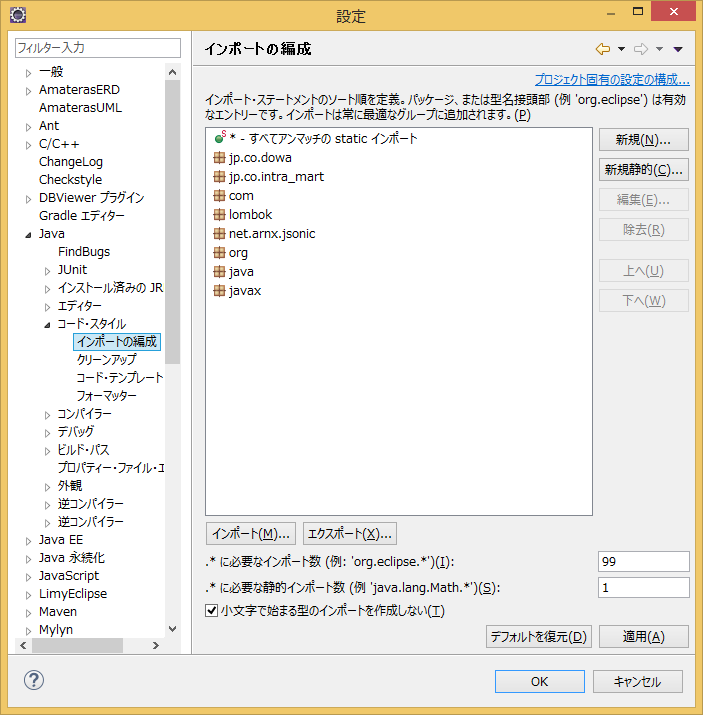 設定
フィルター入力
一般
AmaterasERD
AmaterasUML
Ant
C/C++
ChangeLog
Checkstyle
DBViewer プラグイン
Gradle エディター
Java
FindBugs
JUnit
インストール済みの JR
エディター
コード・スタイル
インポートの編成
クリーンアップ
コード・テンプレート
フォーマッター
コンパイラー
デバッグ
ビルド・パス
プロパティー・ファイル・エ
外観
逆コンパイラー
逆コンパイラー
Java EE
Java 永続化
JavaScript
LimyEclipse
Maven
Mylyn
インポートの編成
プロジェクト固有の設定の構成...
インポート・ステートメントのソート順を定義。パッケージ、または型名接頭部 (例 'org.eclipse') は有効
なエントリーです。インポートは常に最適なグループに追加されます。(P)
* - すべてアンマッチの static インポート
jp.co.dowa
jp.co.intra_mart
com
lombok
net.arnx.jsonic
org
java
javax
新規(N)...
新規静的(C)...
編集(E)...
除去(R)
上へ(U)
下へ(W)
インポート(M)...
エクスポート(X)...
.* に必要なインポート数 (例: 'org.eclipse.*')(I):
99
.* に必要な静的インポート数 (例 'java.lang.Math.*')(S):
1
小文字で始まる型のインポートを作成しない(T)
デフォルトを復元(D)
適用(A)
OK
キャンセル